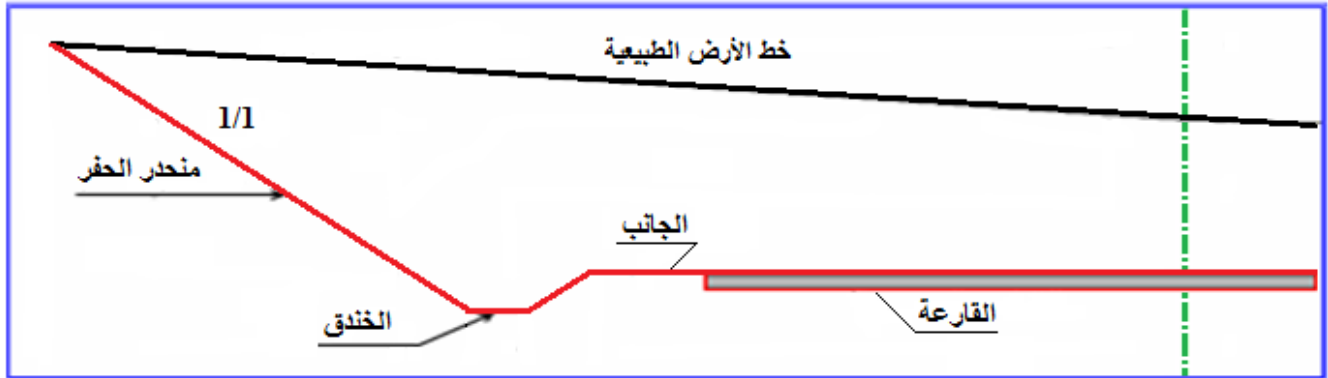 خط الأرض الطبيعية
1/1
منحدر الحفر
الجانب
القارعة
الخندق